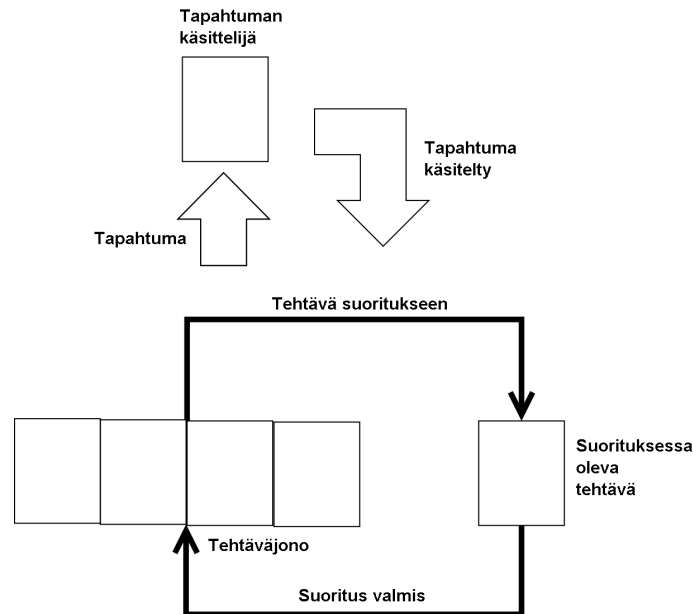 Tapahtuman
käsittelijä
Tapahtuma
käsitelty
Tapahtuma
Tehtävä suoritukseen
Suorituksessa
oleva
tehtävä
Tehtäväjono
Suoritus valmis